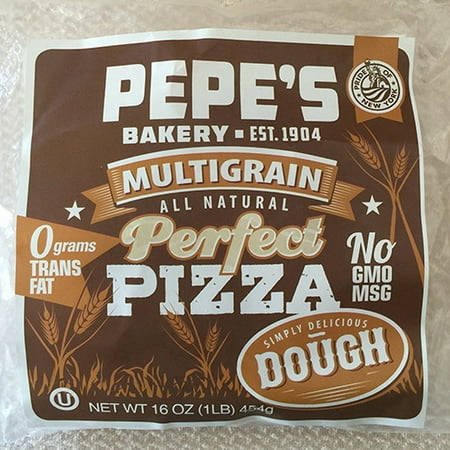 PEPE'S
PRIDE OF
NEW YORK
BAKERY ▪ EST. 1904
MULTIGRAIN
ALL NATURAL
Perfect
PIZZA
0 grams
TRANS
FAT
No
GMO
MSG
SIMPLY DELICIOUS
DOUGH
U
NET WT 16 OZ (1LB) 454g